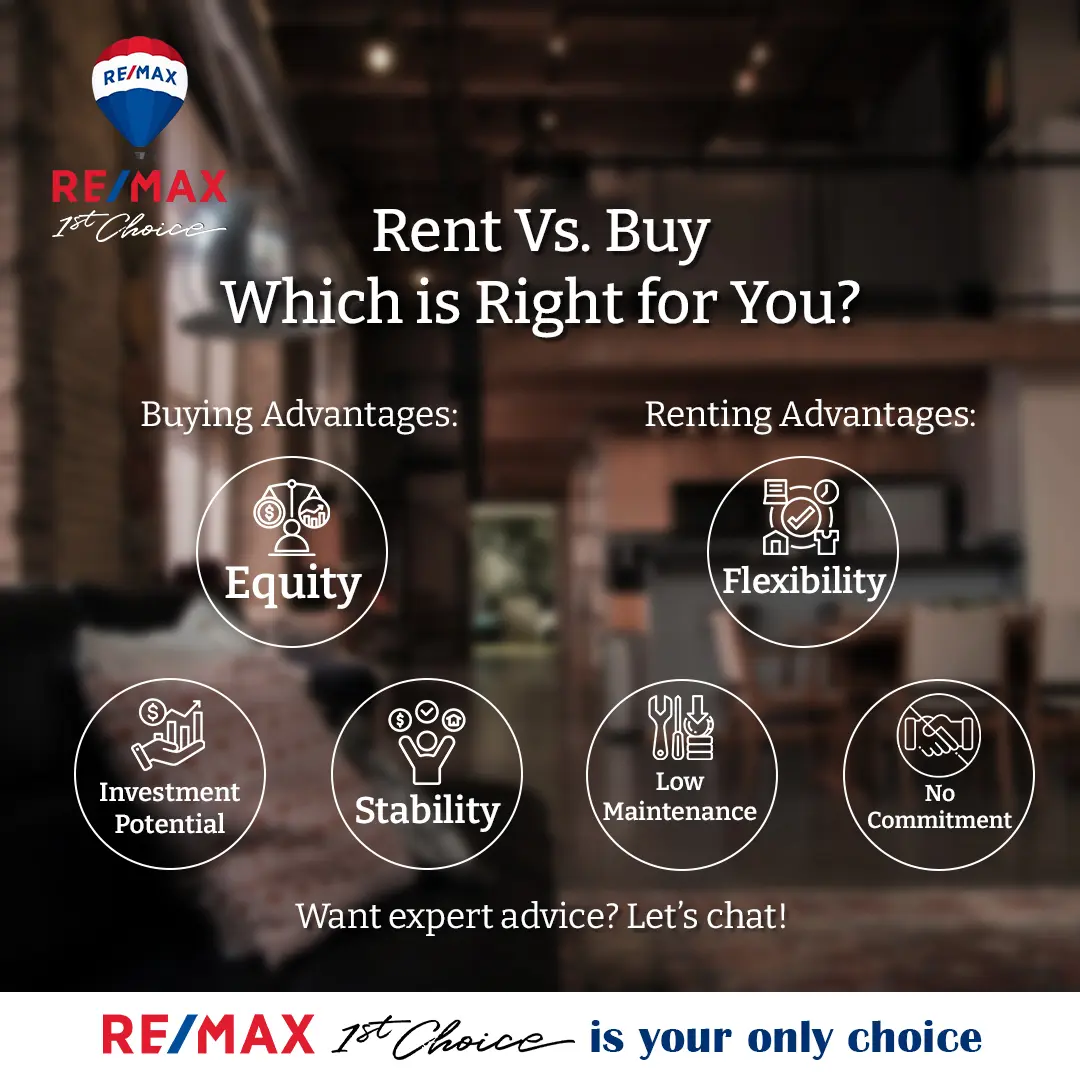 RE/MAX
RE/MAX
1st Choice
Rent Vs. Buy
Which is Right for You?
Buying Advantages:
Equity
Investment
Potential
Stability
Renting Advantages:
Flexibility
Low
Maintenance
No
Commitment
Want expert advice? Let’s chat!
RE/MAX 1st Choice is your only choice